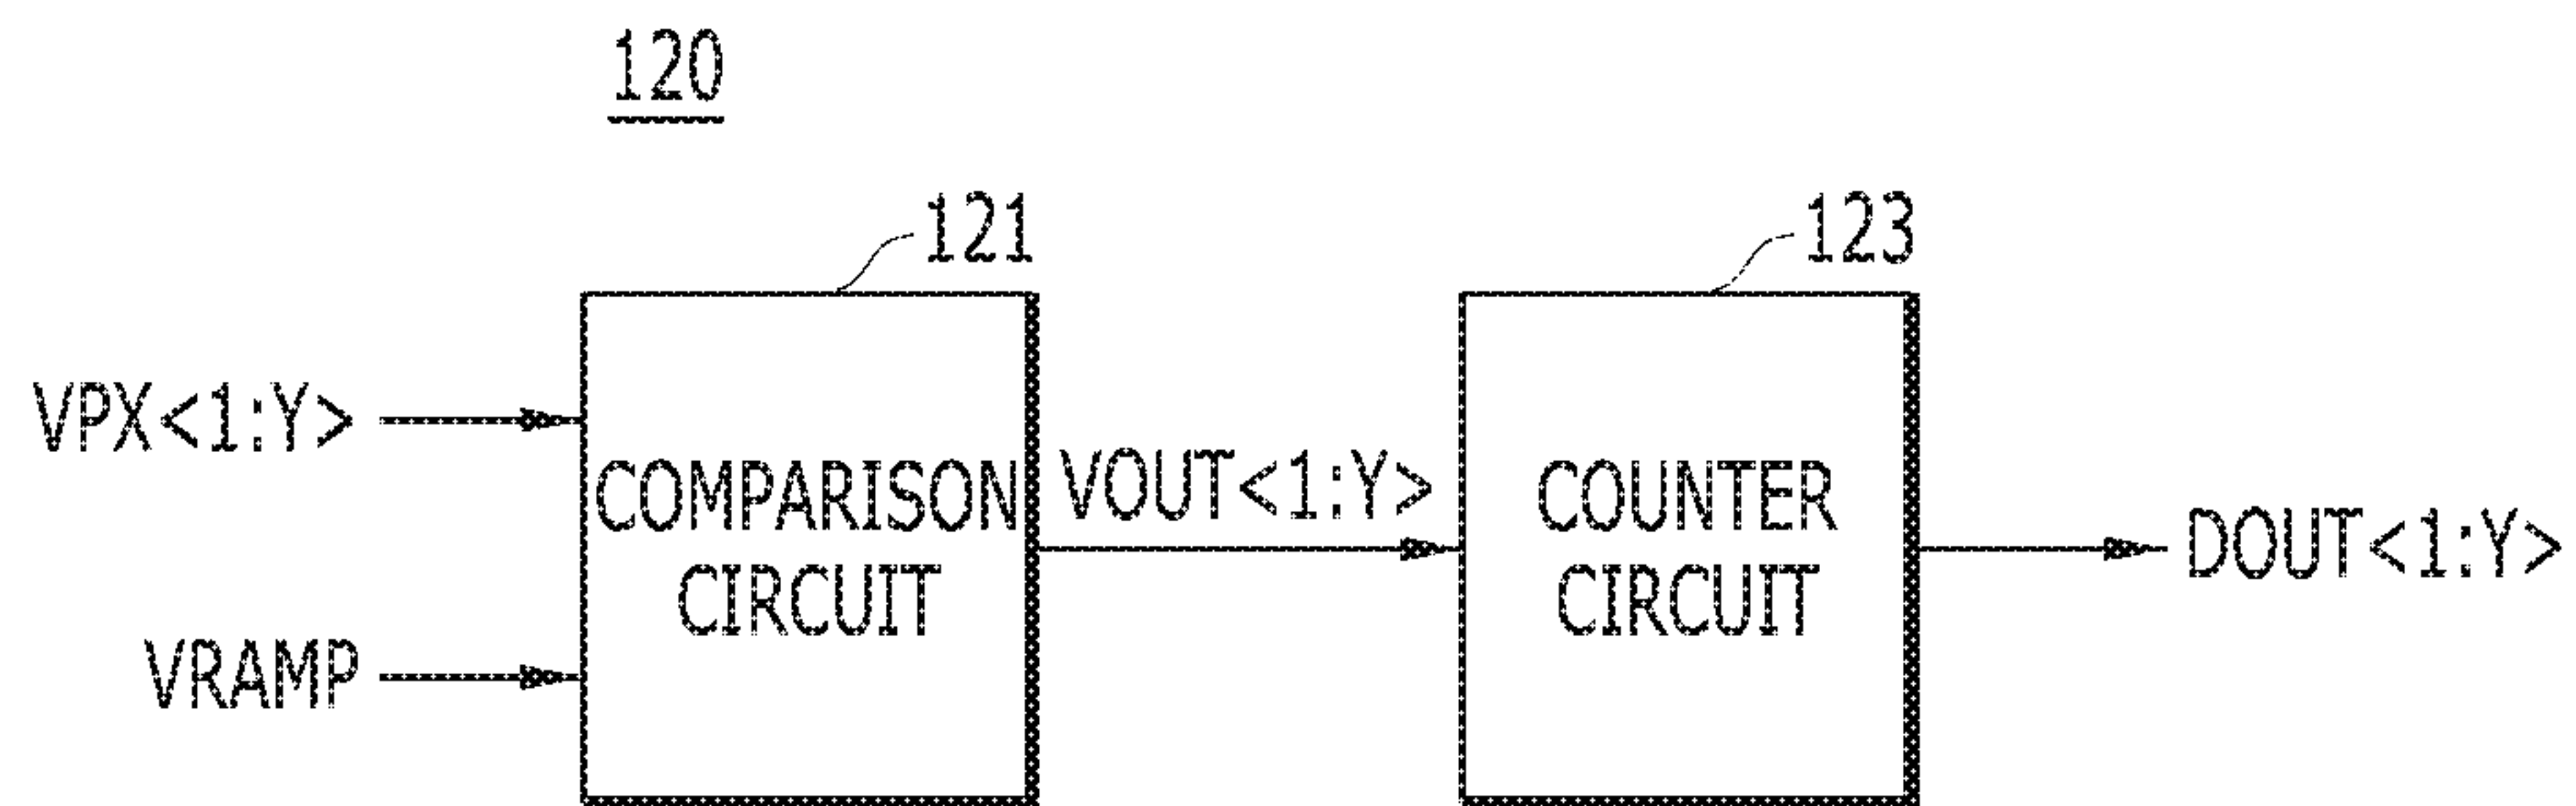 120
121
123
VPX<1:Y>
VRAMP
COMPARISON
CIRCUIT
VOUT<1:Y>
COUNTER
CIRCUIT
DOUT<1:Y>